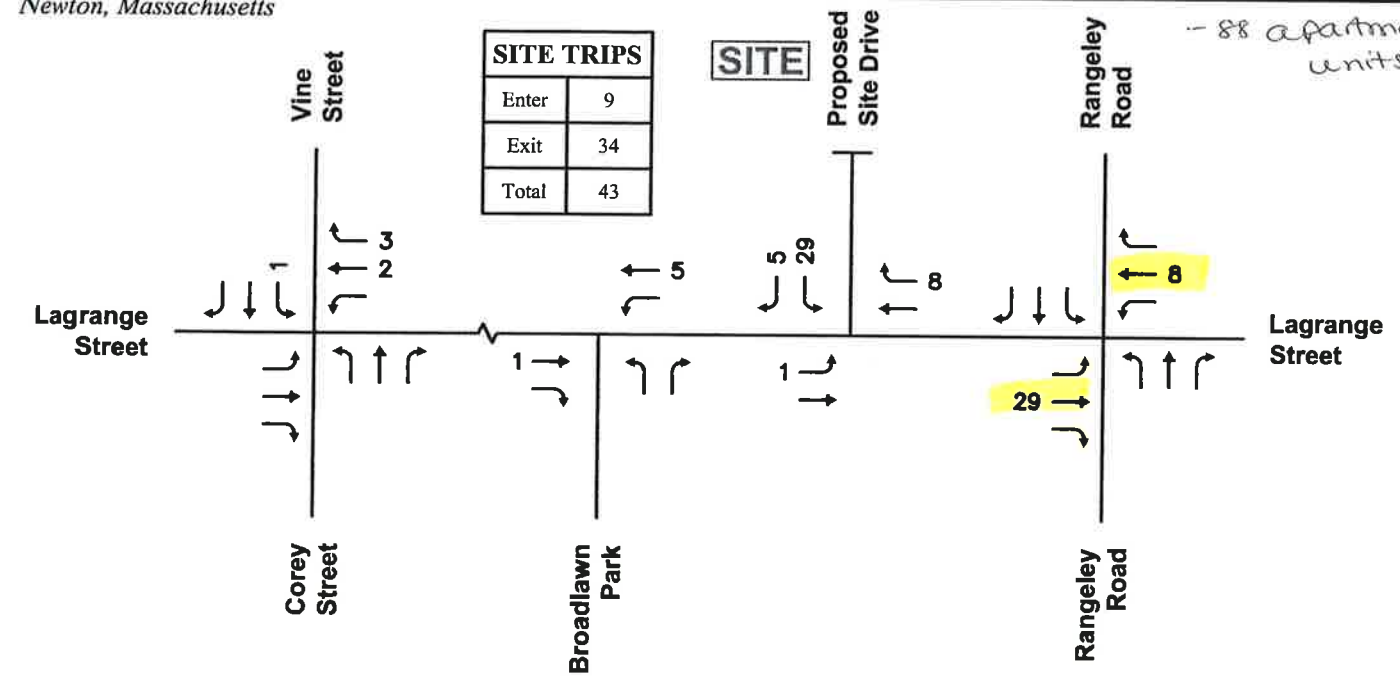 Newton, Massachusetts
- 88
SITE TRIPS
Enter 9
Exit 34
Total 43
SITE
Vine
Street
Proposed
Site Drive
Rangeley
Road
1
3
2
5
5
29
8
8
Lagrange
Street
Lagrange
Street
1
1
29
Corey
Street
Broadlawn
Park
Rangeley
Road